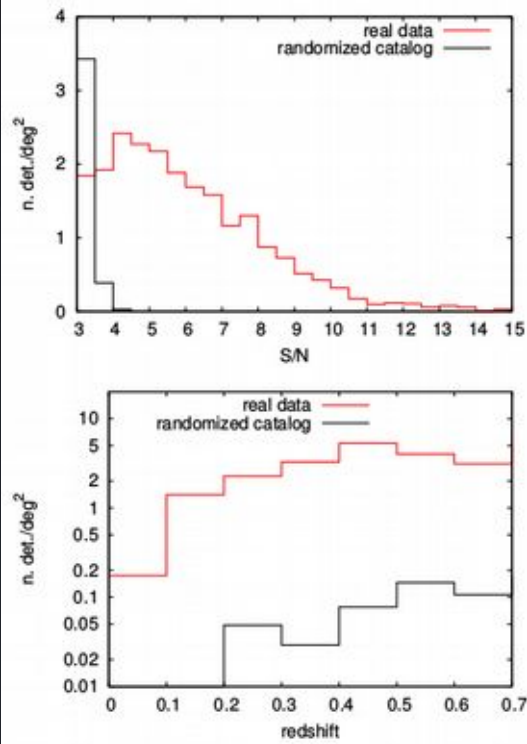 real data
randomized catalog
4
3
2
1
0
n. det./deg²
3 4 5 6 7 8 9 10 11 12 13 14 15
S/N
real data
randomized catalog
10
5
2
1
0.5
0.2
0.1
0.05
0.02
0.01
n. det./deg²
0 0.1 0.2 0.3 0.4 0.5 0.6 0.7
redshift